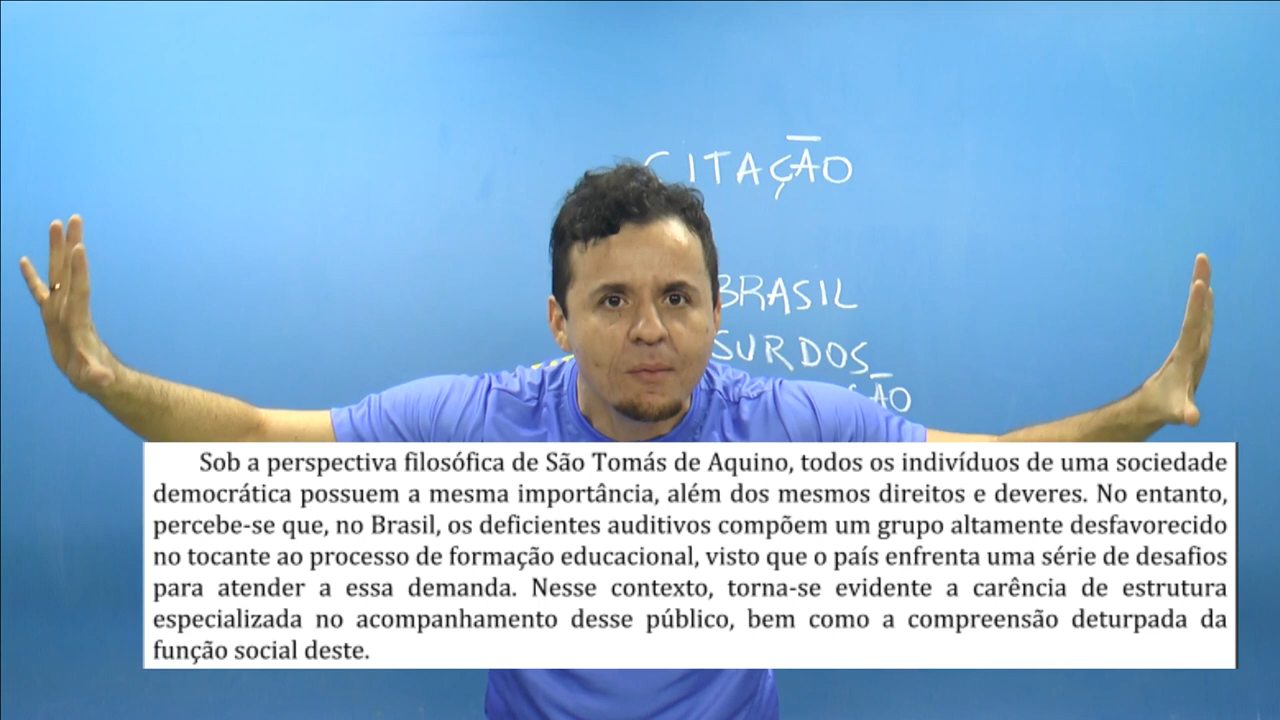 CITAÇÃO
BRASIL
SURDOS
Sob a perspectiva filosófica de São Tomás de Aquino, todos os indivíduos de uma sociedade
democrática possuem a mesma importância, além dos mesmos direitos e deveres. No entanto,
percebe-se que, no Brasil, os deficientes auditivos compõem um grupo altamente desfavorecido
no tocante ao processo de formação educacional, visto que o país enfrenta uma série de desafios
para atender a essa demanda. Nesse contexto, torna-se evidente a carência de estrutura
especializada no acompanhamento desse público, bem como a compreensão deturpada da
função social deste.